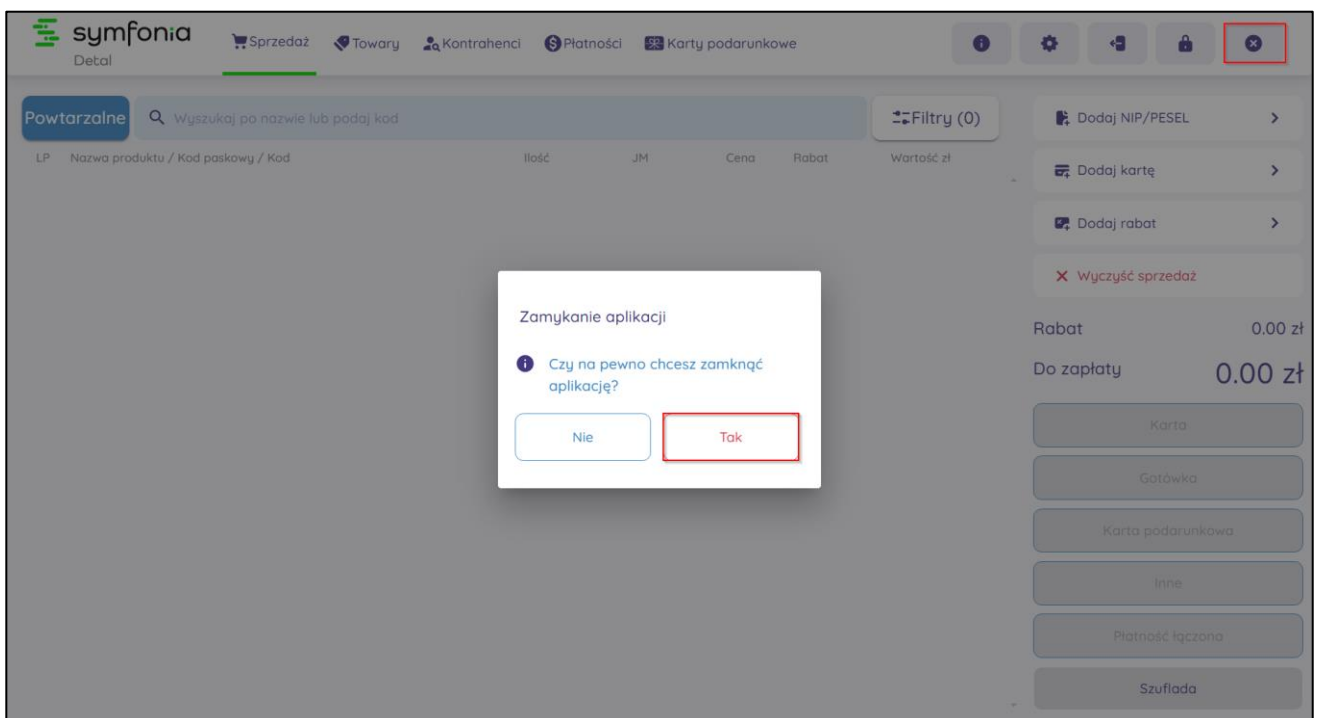 symfonia
Detal
Sprzedaż Towary Kontrahenci Płatności Karty podarunkowe
Powtarzalne Wyszukaj po nazwie lub podaj kod Filtry (0)
LP Nazwa produktu / Kod paskowy / Kod Ilość JM Cena Rabat Wartość zł
Dodaj NIP/PESEL
Dodaj kartę
Dodaj rabat
Wyczyść sprzedaż
Zamykanie aplikacji
Czy na pewno chcesz zamknąć
aplikację?
Nie Tak
Rabat 0.00 zł
Do zapłaty 0.00 zł
Karta
Gotówka
Karta podarunkowa
Inne
Płatność łączona
Szuflada